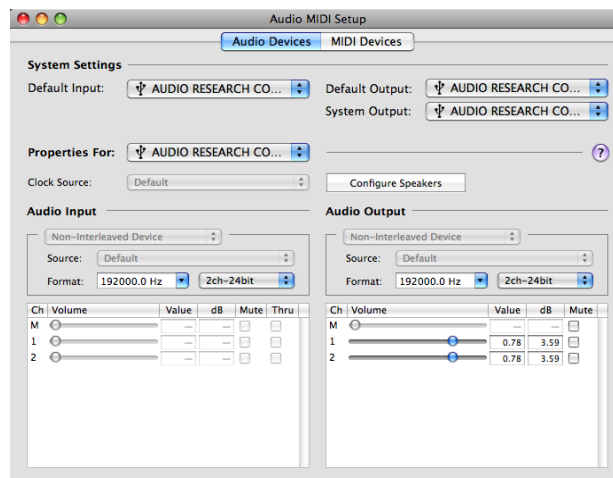 Audio MIDI Setup
Audio Devices MIDI Devices
System Settings
Default Input: AUDIO RESEARCH CO... Default Output: AUDIO RESEARCH CO...
System Output: AUDIO RESEARCH CO...
Properties For: AUDIO RESEARCH CO... ?
Clock Source: Default Configure Speakers
Audio Input Audio Output
Non-Interleaved Device Non-Interleaved Device
Source: Default Source: Default
Format: 192000.0 Hz 2ch-24bit Format: 192000.0 Hz 2ch-24bit
Ch Volume Value dB Mute Thru Ch Volume Value dB Mute
M — — M — —
1 — — 1 0.78 3.59
2 — — 2 0.78 3.59